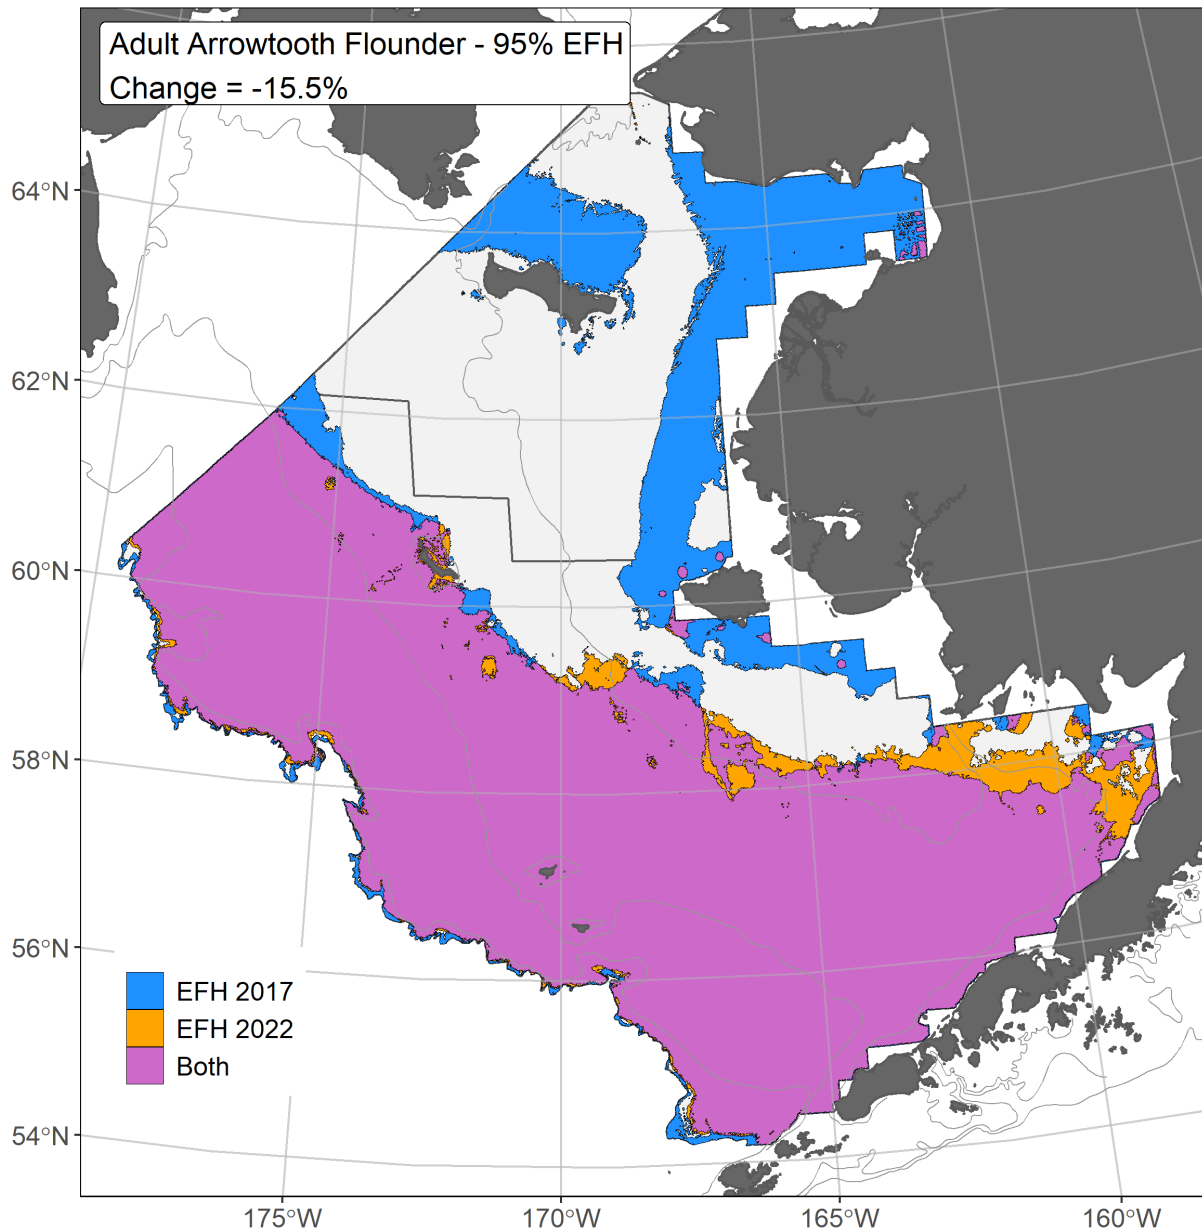 Adult Arrowtooth Flounder - 95% EFH
Change = -15.5%
64°N
62°N
60°N
58°N
56°N
54°N
EFH 2017
EFH 2022
Both
175°W
170°W
165°W
160°W